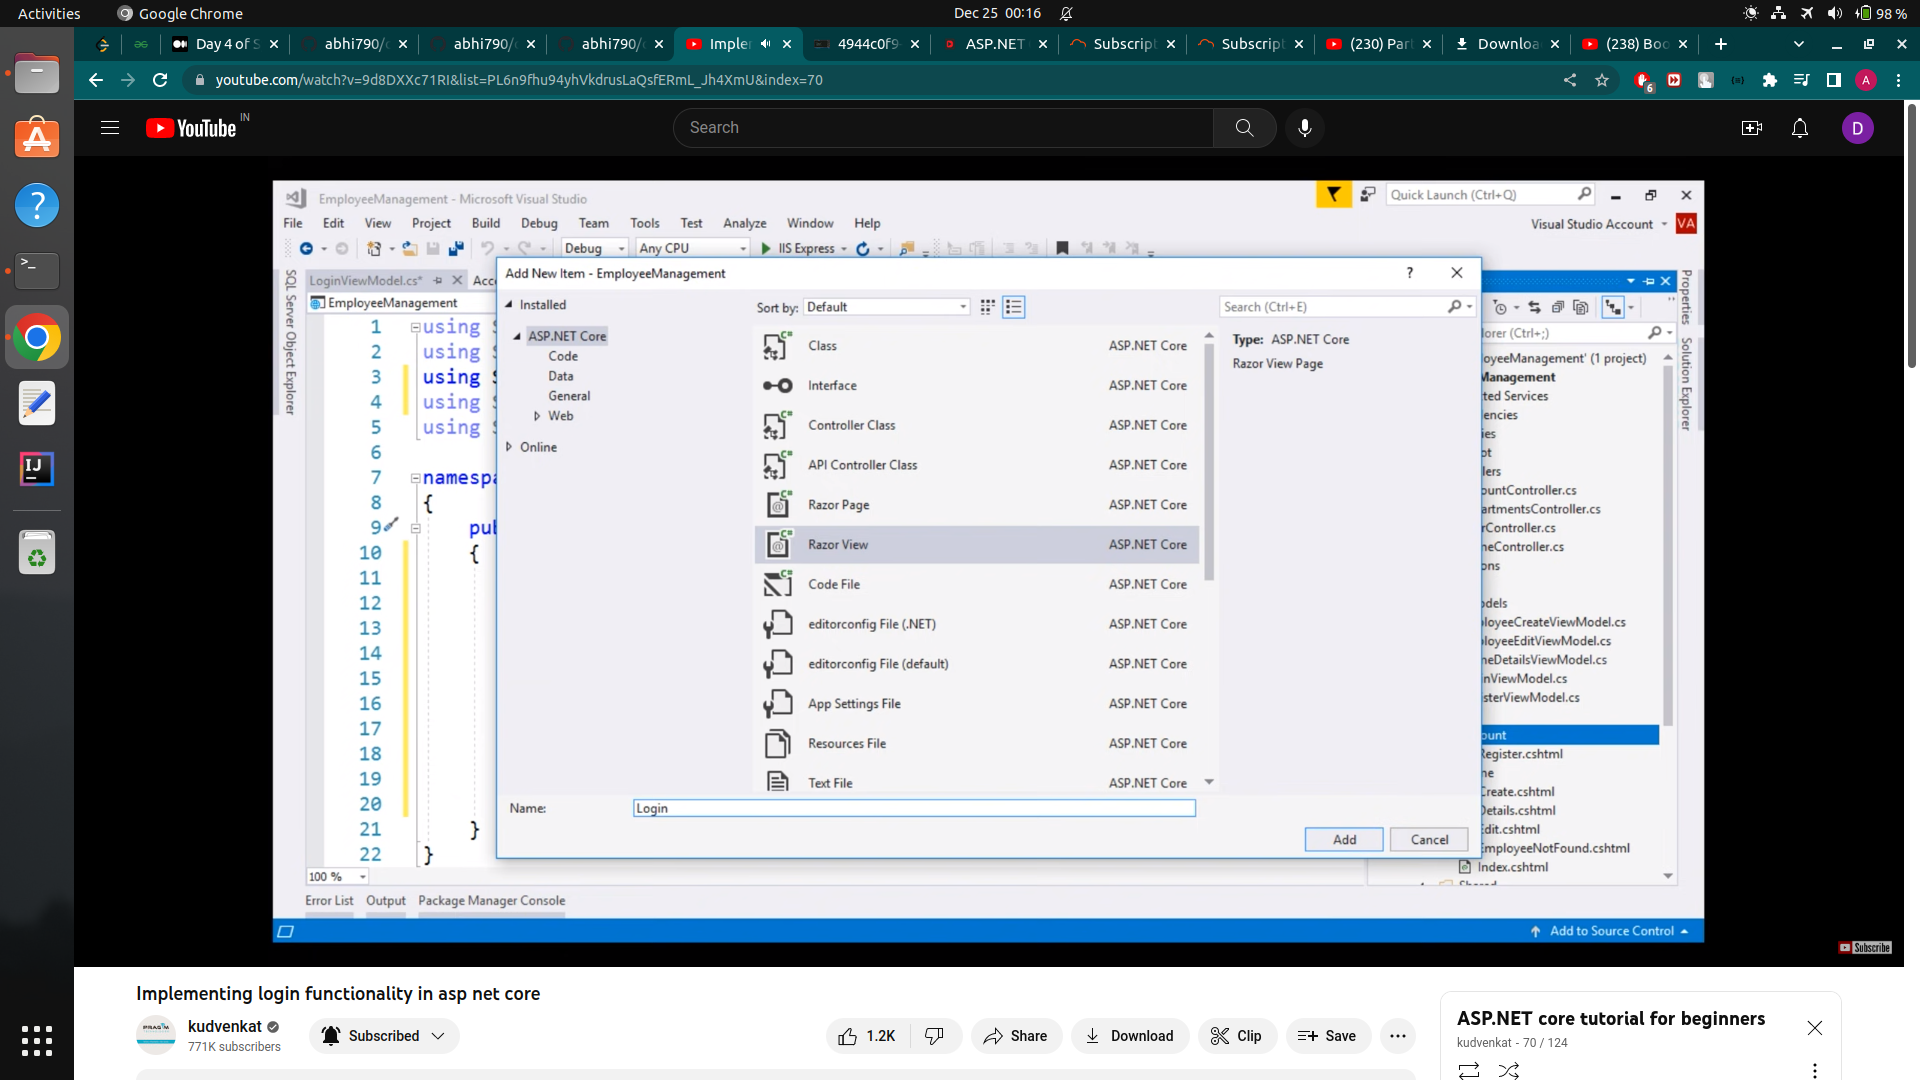 Activities
Google Chrome
Dec 25 00:16
98 %
Day 4 of S
abhi790/
abhi790/
abhi790/
Implem
4944c0f9
ASP.NET
Subscript
Subscript
(230) Part
Downloa
(238) Boo
youtube.com/watch?v=9d8DXXc71RI&list=PL6n9fhu94yhVkdrusLaQsfERmL_Jh4XmU&index=70
6
A
YouTube
IN
Search
D
EmployeeManagement - Microsoft Visual Studio
Quick Launch (Ctrl+Q)
File Edit View Project Build Debug Team Tools Test Analyze Window Help
Visual Studio Account
VA
Debug
Any CPU
IIS Express
SQL Server Object Explorer
LoginViewModel.cs*
Acc
EmployeeManagement
1 using
2 using
3 using
4 using
5 using
6
7 namespa
8 {
9 pub
10 {
11
12
13
14
15
16
17
18
19
20
21 }
22 }
100 %
Add New Item - EmployeeManagement
?
Installed
ASP.NET Core
Code
Data
General
Web
Online
Sort by: Default
Search (Ctrl+E)
Class ASP.NET Core
Interface ASP.NET Core
Controller Class ASP.NET Core
API Controller Class ASP.NET Core
Razor Page ASP.NET Core
Razor View ASP.NET Core
Code File ASP.NET Core
editorconfig File (.NET) ASP.NET Core
editorconfig File (default) ASP.NET Core
App Settings File ASP.NET Core
Resources File ASP.NET Core
Text File ASP.NET Core
Type: ASP.NET Core
Razor View Page
Name: Login
Add
Cancel
lorer (Ctrl+;)
loyeeManagement' (1 project)
Management
ted Services
encies
ies
ot
lers
ountController.cs
artmentsController.cs
rController.cs
neController.cs
ons
odels
loyeeCreateViewModel.cs
loyeeEditViewModel.cs
neDetailsViewModel.cs
nViewModel.cs
sterViewModel.cs
ount
Register.cshtml
me
Create.cshtml
Details.cshtml
Edit.cshtml
EmployeeNotFound.cshtml
Index.cshtml
Shared
Properties
Solution Explorer
Error List
Output
Package Manager Console
Add to Source Control
Subscribe
Implementing login functionality in asp net core
PRAGIM
kudvenkat
771K subscribers
Subscribed
1.2K
Share
Download
Clip
Save
ASP.NET core tutorial for beginners
kudvenkat - 70 / 124